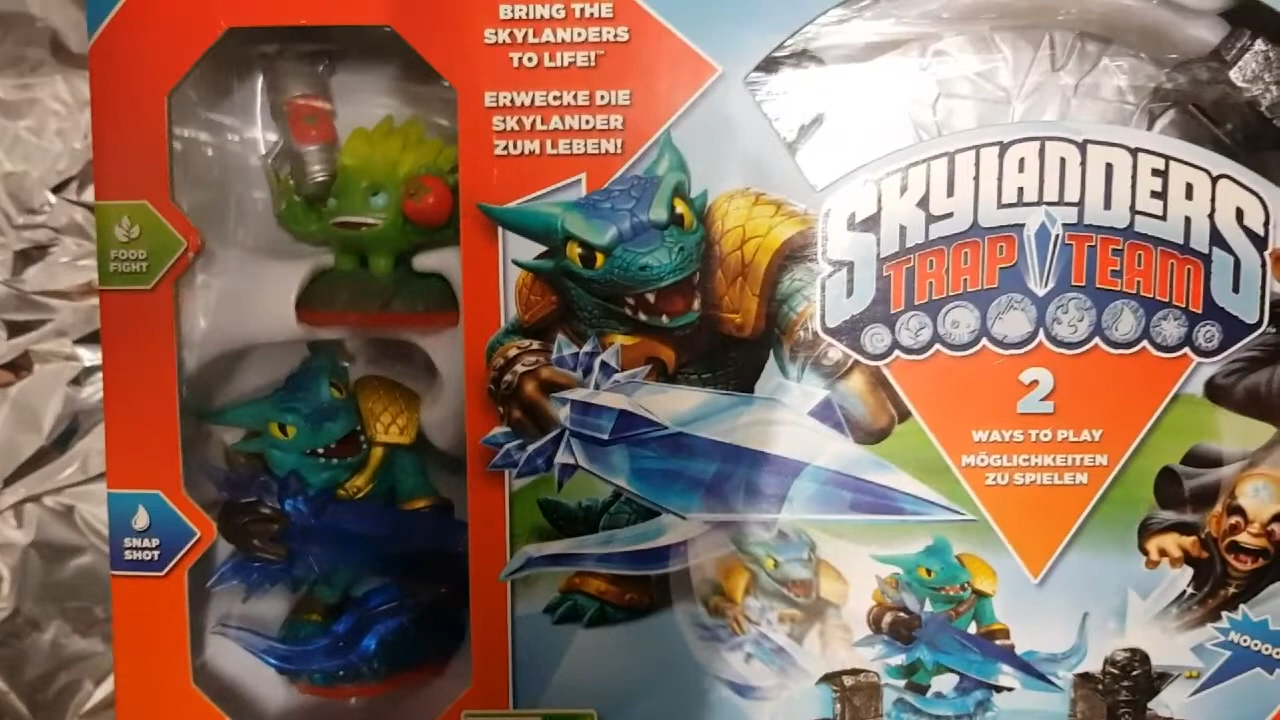 BRING THE
SKYLANDERS
TO LIFE!™
ERWECKE DIE
SKYLANDER
ZUM LEBEN!
SKYLANDERS
TRAP TEAM
2
WAYS TO PLAY
MÖGLICHKEITEN
ZU SPIELEN
FOOD
FIGHT
SNAP
SHOT
NOOOO